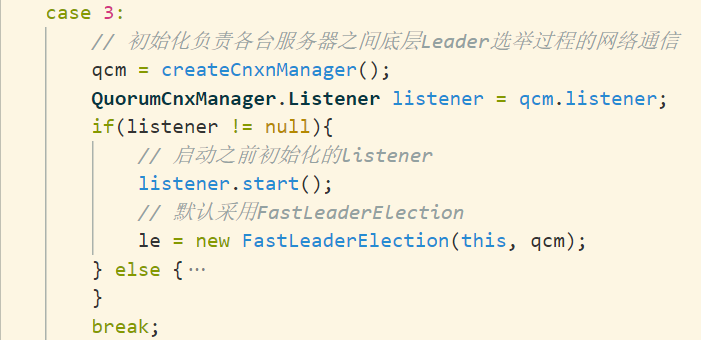 case 3:
// 初始化负责各台服务器之间底层Leader选举过程的网络通信
qcm = createCnxnManager();
QuorumCnxManager.Listener listener = qcm.listener;
if(listener != null){
// 启动之前初始化的Listener
listener.start();
// 默认采用FastLeaderElection
le = new FastLeaderElection(this, qcm);
} else {⋯
}
break;